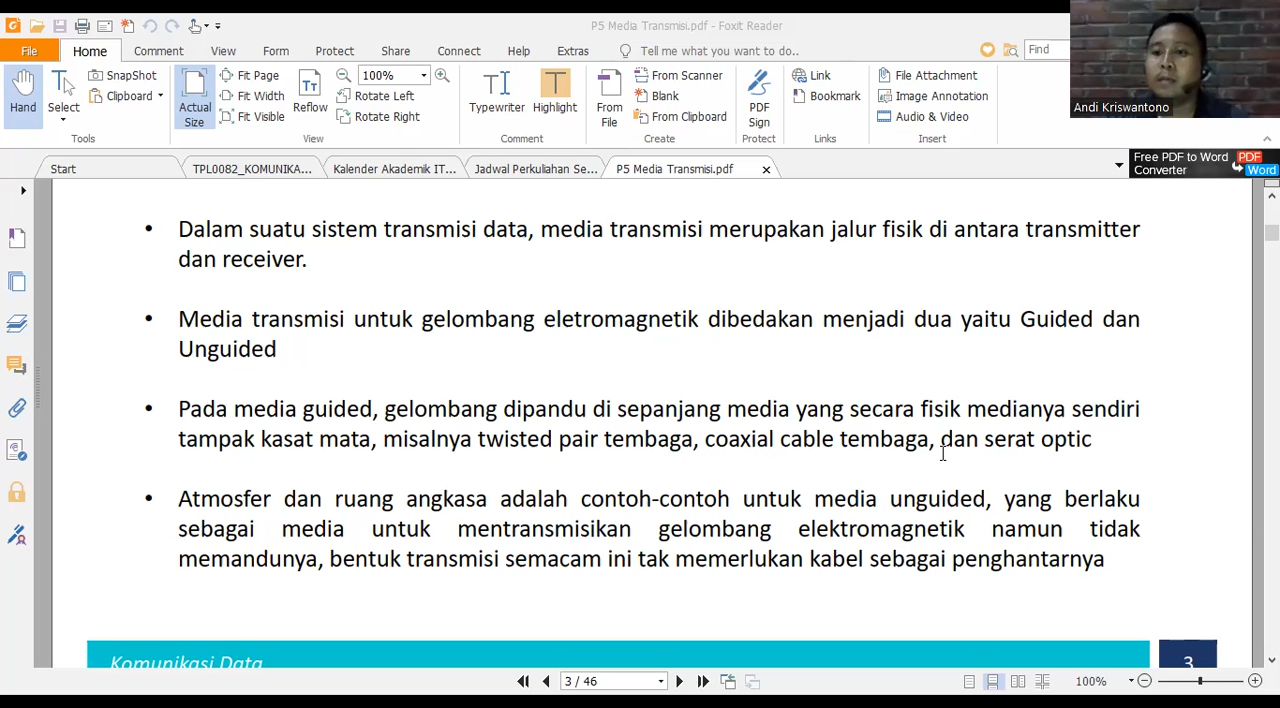 P5 Media Transmisi.pdf - Foxit Reader
File Home Comment View Form Protect Share Connect Help Extras Tell me what you want to do.. Find
Hand
Select
SnapShot
Clipboard
Tools
Actual Size
Fit Page
Fit Width
Fit Visible
Reflow
100%
Rotate Left
Rotate Right
View
Typewriter
Highlight
Comment
From File
From Scanner
Blank
From Clipboard
Create
PDF Sign
Protect
Link
Bookmark
Links
File Attachment
Image Annotation
Audio & Video
Insert
Andi Kriswantono
Start TPL0082_KOMUNIKA... Kalender Akademik IT... Jadwal Perkuliahan Se... P5 Media Transmisi.pdf
Free PDF to Word Converter
PDF
Word
• Dalam suatu sistem transmisi data, media transmisi merupakan jalur fisik di antara transmitter
dan receiver.
• Media transmisi untuk gelombang eletromagnetik dibedakan menjadi dua yaitu Guided dan
Unguided
• Pada media guided, gelombang dipandu di sepanjang media yang secara fisik medianya sendiri
tampak kasat mata, misalnya twisted pair tembaga, coaxial cable tembaga, dan serat optic
• Atmosfer dan ruang angkasa adalah contoh-contoh untuk media unguided, yang berlaku
sebagai media untuk mentransmisikan gelombang elektromagnetik namun tidak
memandunya, bentuk transmisi semacam ini tak memerlukan kabel sebagai penghantarnya
Komunikasi Data 3
3 / 46 100%